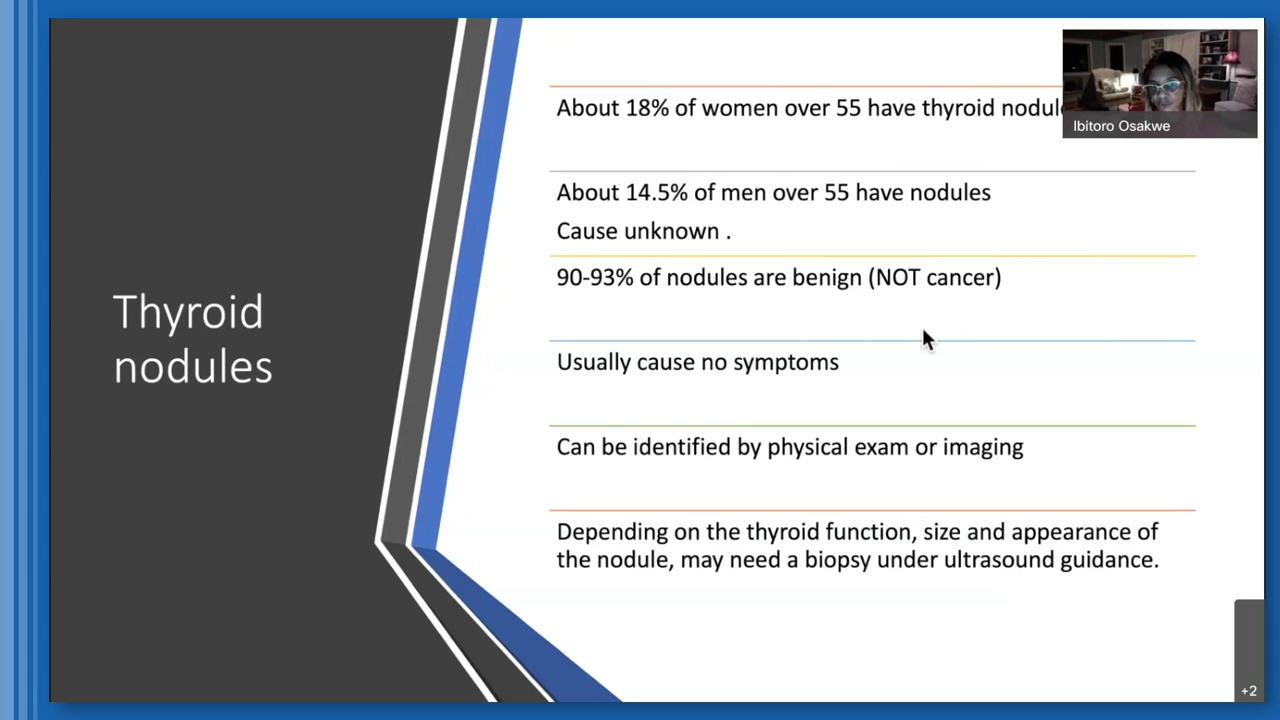 Thyroid
nodules
About 18% of women over 55 have thyroid
About 14.5% of men over 55 have nodules
Cause unknown .
90-93% of nodules are benign (NOT cancer)
Usually cause no symptoms
Can be identified by physical exam or imaging
Depending on the thyroid function, size and appearance of
the nodule, may need a biopsy under ultrasound guidance.
Ibitoro Osakwe
+2